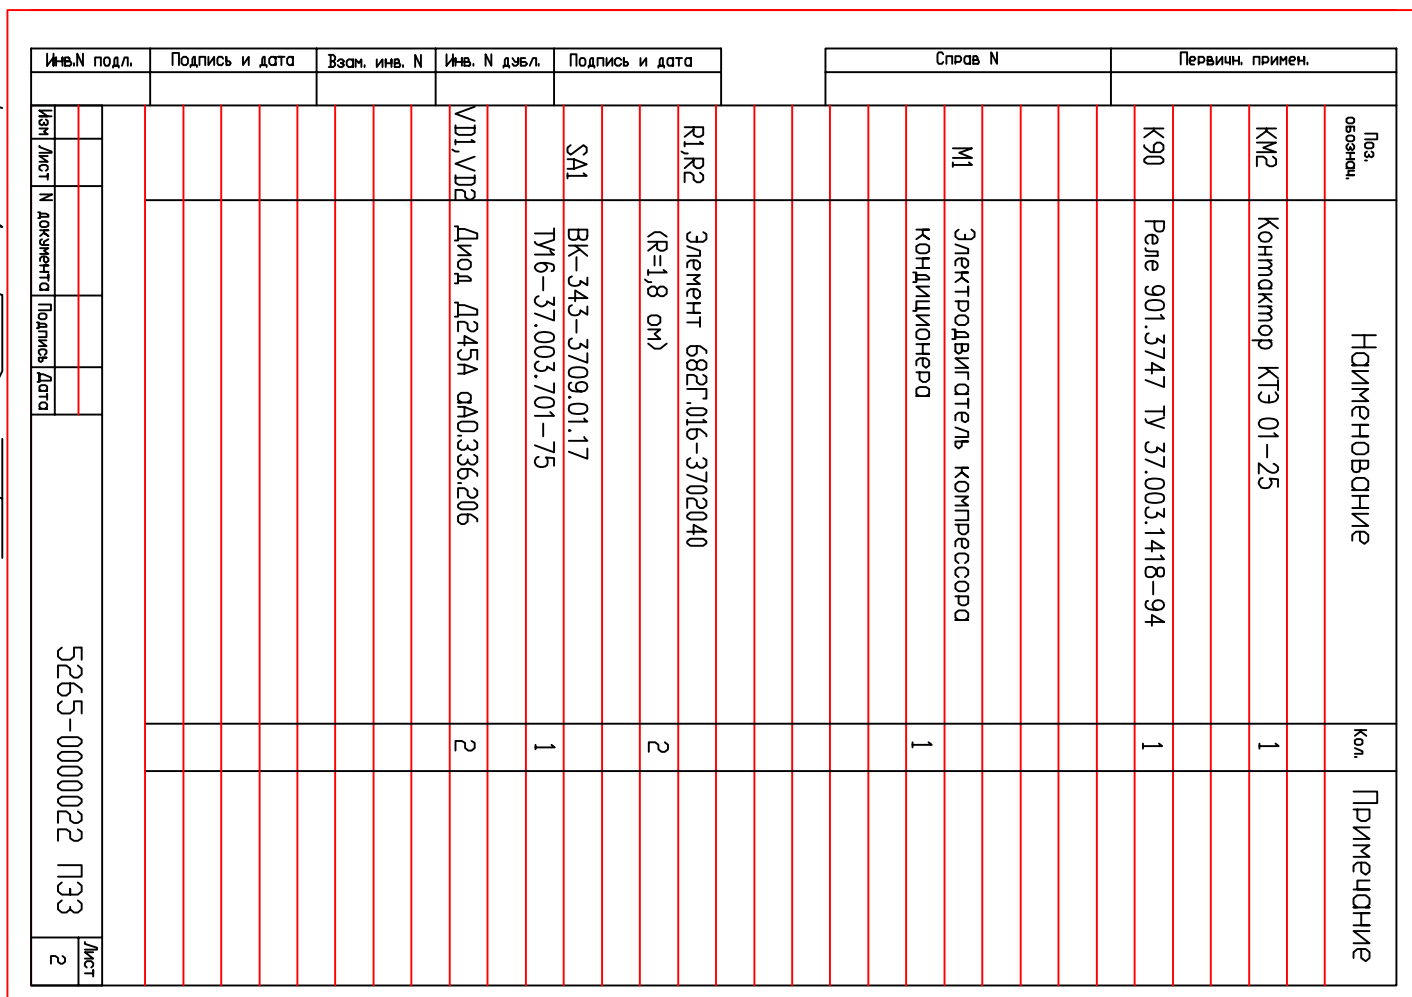 Поз. обознач. Наименование Кол. Примечание
КМ2 Контактор КТЭ 01-25 1
К90 Реле 901.3747 ТУ 37.003.1418-94 1
М1 Электродвигатель компрессора
кондиционера 1
R1,R2 Элемент 682Г.016-3702040
(R=1,8 ом) 2
SA1 ВК-343-3709.01.17
ТУ16-37.003.701-75 1
VD1,VD2 Диод Д245А аА0.336.206 2
Первичн. примен.
Справ N
Подпись и дата
Инв. N дубл.
Взам. инв. N
Подпись и дата
Инв.N подл.
Изм Лист N документа Подпись Дата
5265-0000022 ПЭ3
Лист
2